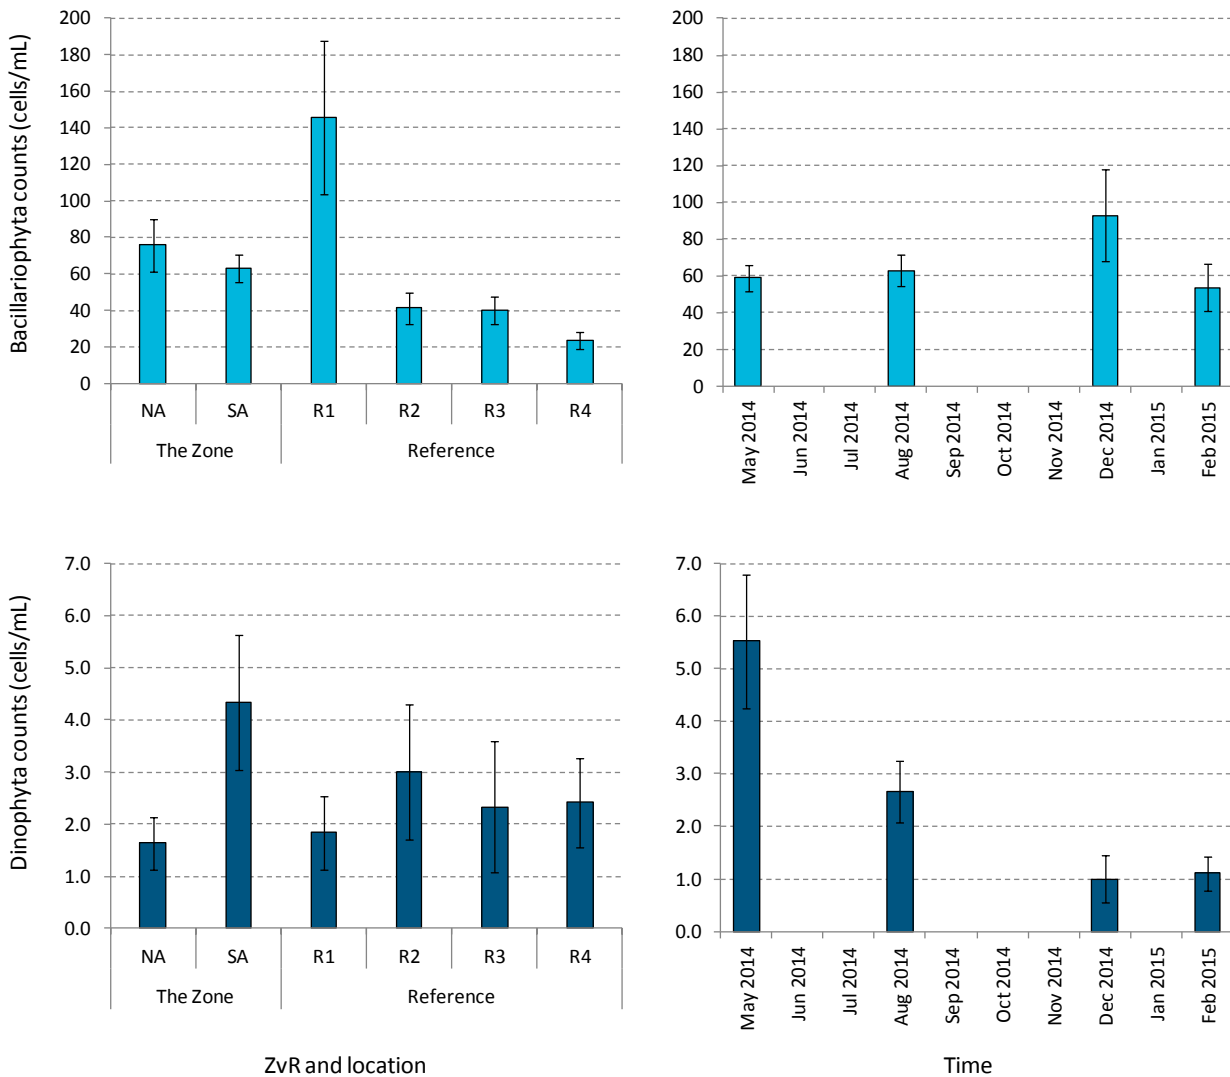 Bacillariophyta counts (cells/mL)
200
180
160
140
120
100
80
60
40
20
0
NA SA R1 R2 R3 R4
The Zone Reference
200
180
160
140
120
100
80
60
40
20
0
May 2014
Jun 2014
Jul 2014
Aug 2014
Sep 2014
Oct 2014
Nov 2014
Dec 2014
Jan 2015
Feb 2015
Dinophyta counts (cells/mL)
7.0
6.0
5.0
4.0
3.0
2.0
1.0
0.0
NA SA R1 R2 R3 R4
The Zone Reference
ZvR and location
7.0
6.0
5.0
4.0
3.0
2.0
1.0
0.0
May 2014
Jun 2014
Jul 2014
Aug 2014
Sep 2014
Oct 2014
Nov 2014
Dec 2014
Jan 2015
Feb 2015
Time